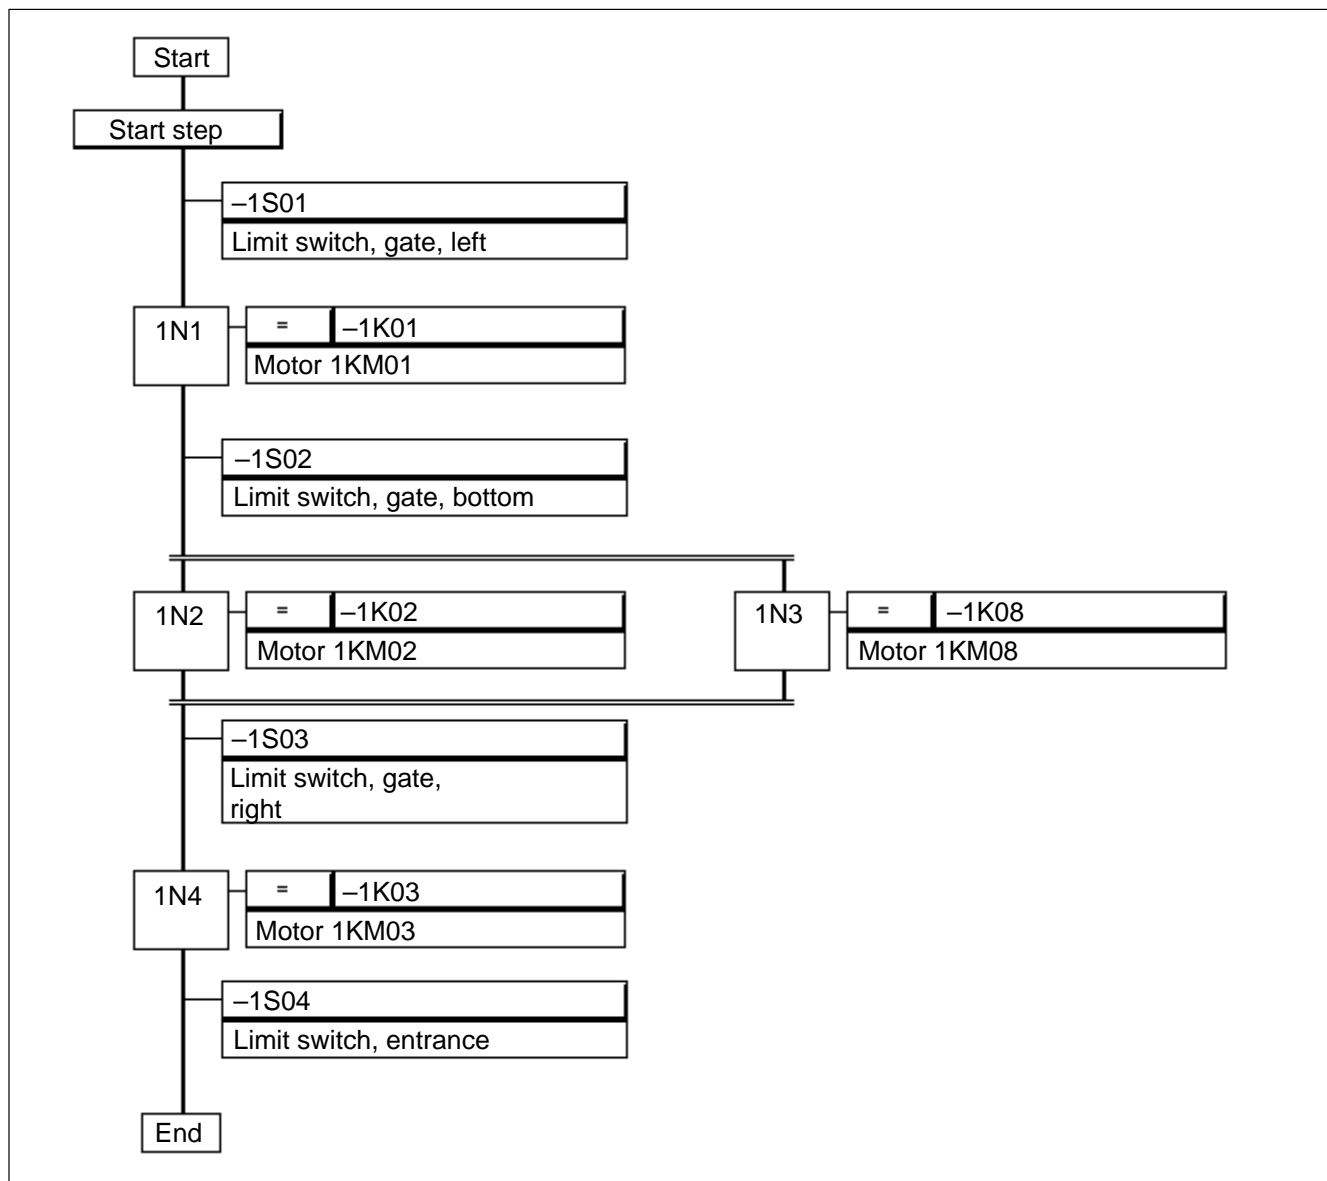 Start
Start step
–1S01
Limit switch, gate, left
1N1
=
–1K01
Motor 1KM01
–1S02
Limit switch, gate, bottom
1N2
=
–1K02
Motor 1KM02
1N3
=
–1K08
Motor 1KM08
–1S03
Limit switch, gate,
right
1N4
=
–1K03
Motor 1KM03
–1S04
Limit switch, entrance
End